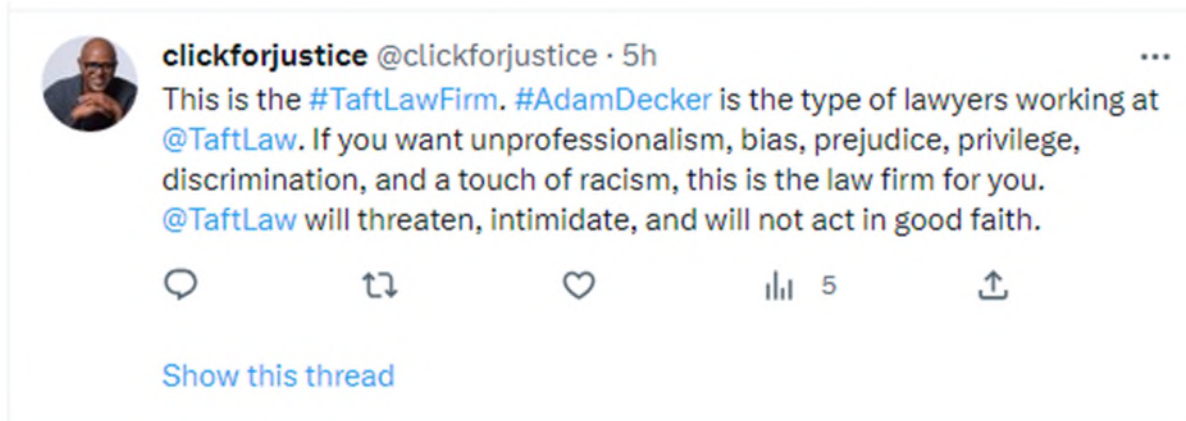 clickforjustice @clickforjustice · 5h
This is the #TaftLawFirm. #AdamDecker is the type of lawyers working at
@TaftLaw. If you want unprofessionalism, bias, prejudice, privilege,
discrimination, and a touch of racism, this is the law firm for you.
@TaftLaw will threaten, intimidate, and will not act in good faith.
5
Show this thread